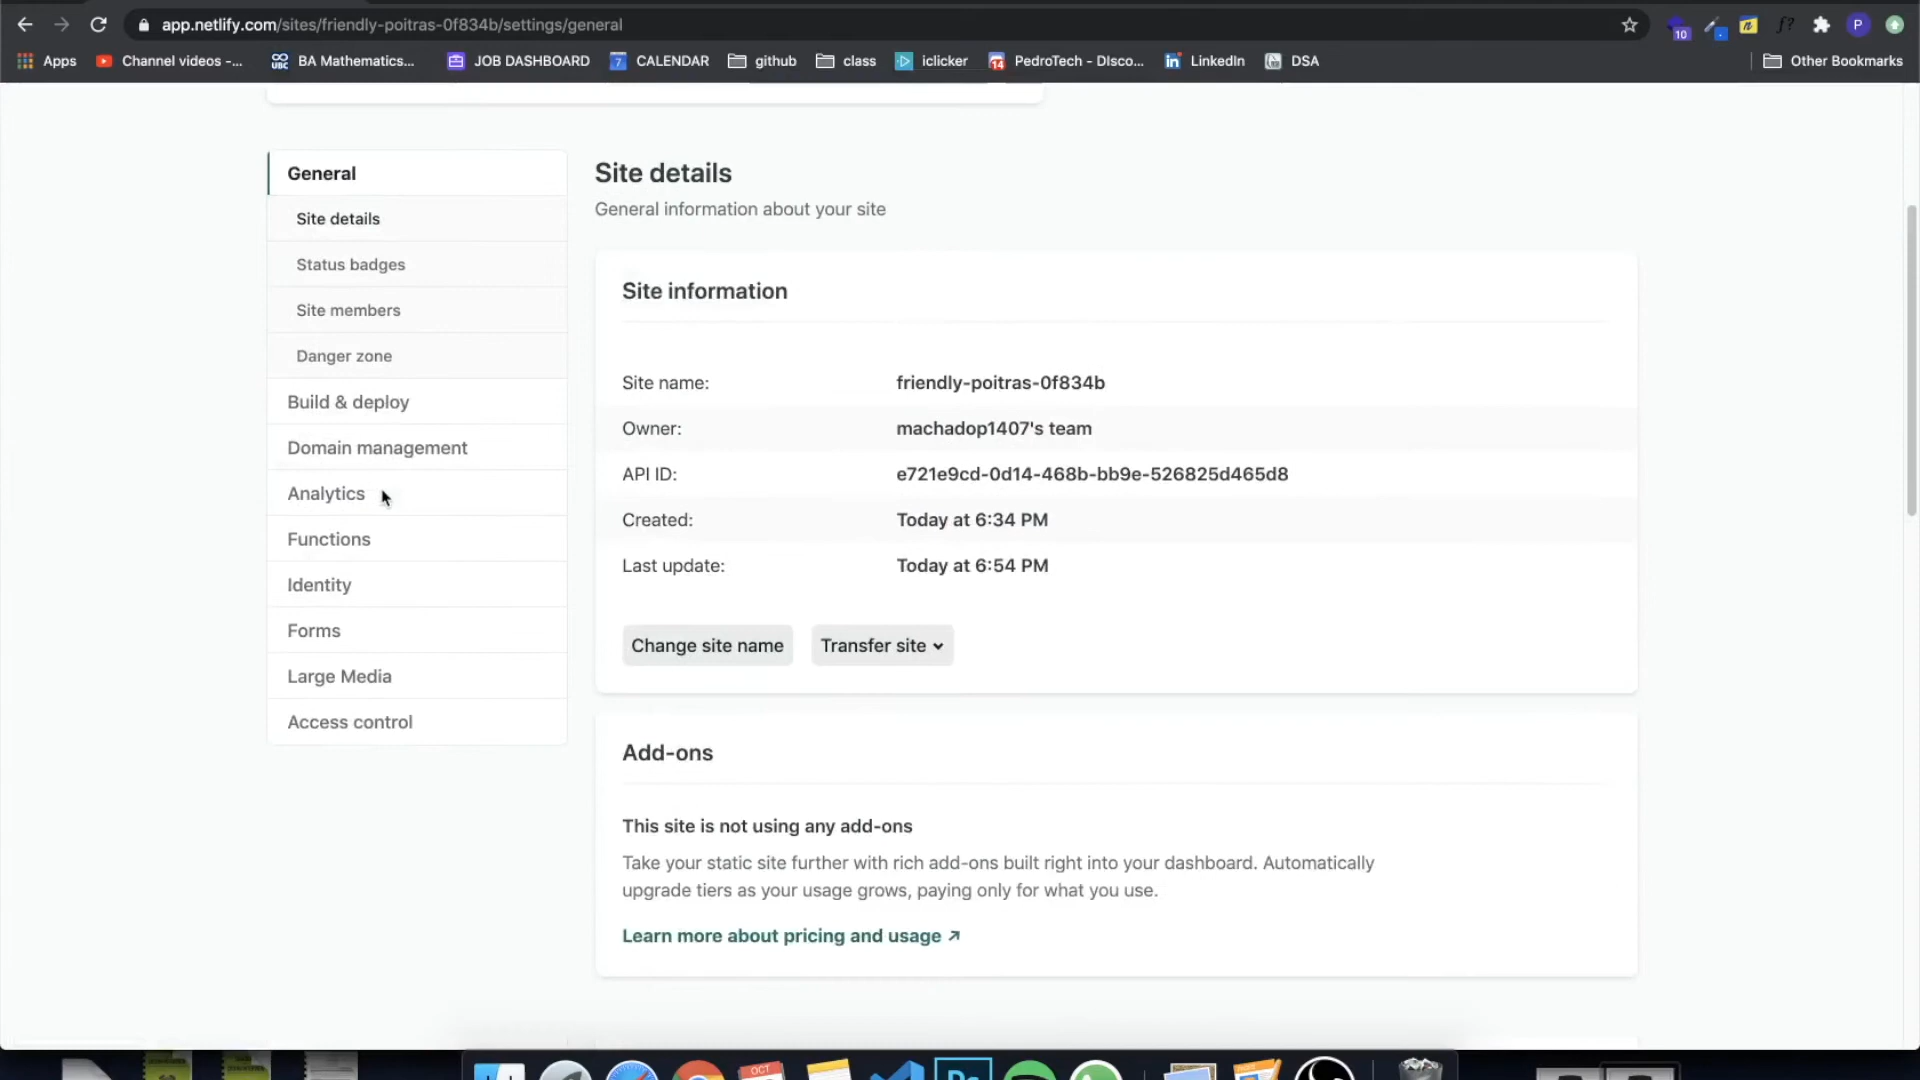 app.netlify.com/sites/friendly-poitras-0f834b/settings/general
10
f?
P
Apps
Channel videos -...
BA Mathematics...
JOB DASHBOARD
7
CALENDAR
github
class
iclicker
14
PedroTech - DIsco...
LinkedIn
DSA
Other Bookmarks
General
Site details
Status badges
Site members
Danger zone
Build & deploy
Domain management
Analytics
Functions
Identity
Forms
Large Media
Access control
Site details
General information about your site
Site information
Site name: friendly-poitras-0f834b
Owner: machadop1407's team
API ID: e721e9cd-0d14-468b-bb9e-526825d465d8
Created: Today at 6:34 PM
Last update: Today at 6:54 PM
Change site name
Transfer site
Add-ons
This site is not using any add-ons
Take your static site further with rich add-ons built right into your dashboard. Automatically
upgrade tiers as your usage grows, paying only for what you use.
Learn more about pricing and usage ↗
OCT